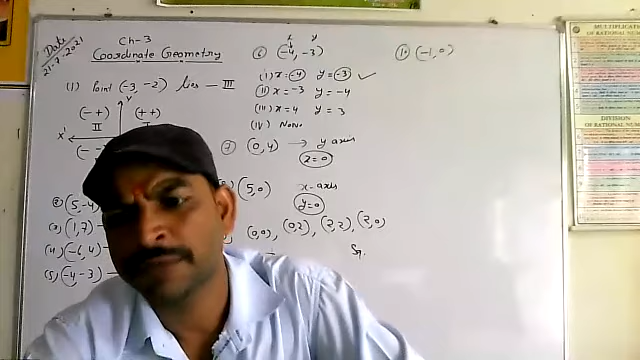 Date
21-7-2021
Ch-3
Coordinate Geometry
(1) Point (-3, -2) lies — III
Y
(- +)
II
(+ +)
I
X'
(2) (5,-4)
(3) (1,7) -
(4) (-6,4) -
(5) (-4 -3) -
x y
(6) (-4, -3)
(i) x = -4 y = -3 ✓
(ii) x = -3 y = -4
(iii) x = 4 y = 3
(iv) None
7 (0,4) → y axis
x = 0
(5,0) x-axis
y = 0
(0,0), (0,2), (2,2), (2,0)
Sq.
10 (-1,0)
MULTIPLICATION
OF RATIONAL NUM
DIVISION
OF RATIONAL NUM